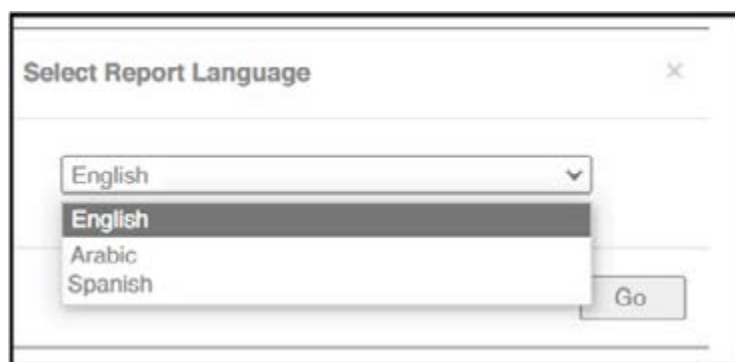 Select Report Language ×
English
English
Arabic
Spanish
Go